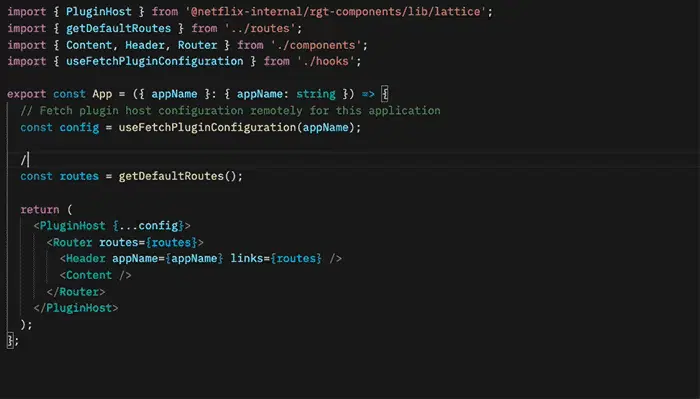 import { PluginHost } from '@netflix-internal/rgt-components/lib/lattice';
import { getDefaultRoutes } from '../routes';
import { Content, Header, Router } from './components';
import { useFetchPluginConfiguration } from './hooks';

export const App = ({ appName }: { appName: string }) => {
  // Fetch plugin host configuration remotely for this application
  const config = useFetchPluginConfiguration(appName);

  /
  const routes = getDefaultRoutes();

  return (
    <PluginHost {...config}>
      <Router routes={routes}>
        <Header appName={appName} links={routes} />
        <Content />
      </Router>
    </PluginHost>
  );
};